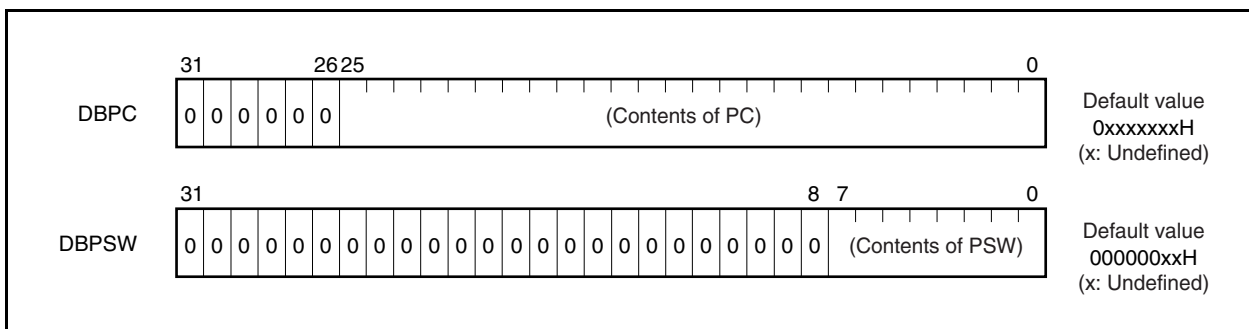 31 26 25 0
DBPC 0 0 0 0 0 0 (Contents of PC) Default value
0xxxxxxxH
(x: Undefined)
31 8 7 0
DBPSW 0 0 0 0 0 0 0 0 0 0 0 0 0 0 0 0 0 0 0 0 0 0 0 0 (Contents of PSW) Default value
000000xxH
(x: Undefined)